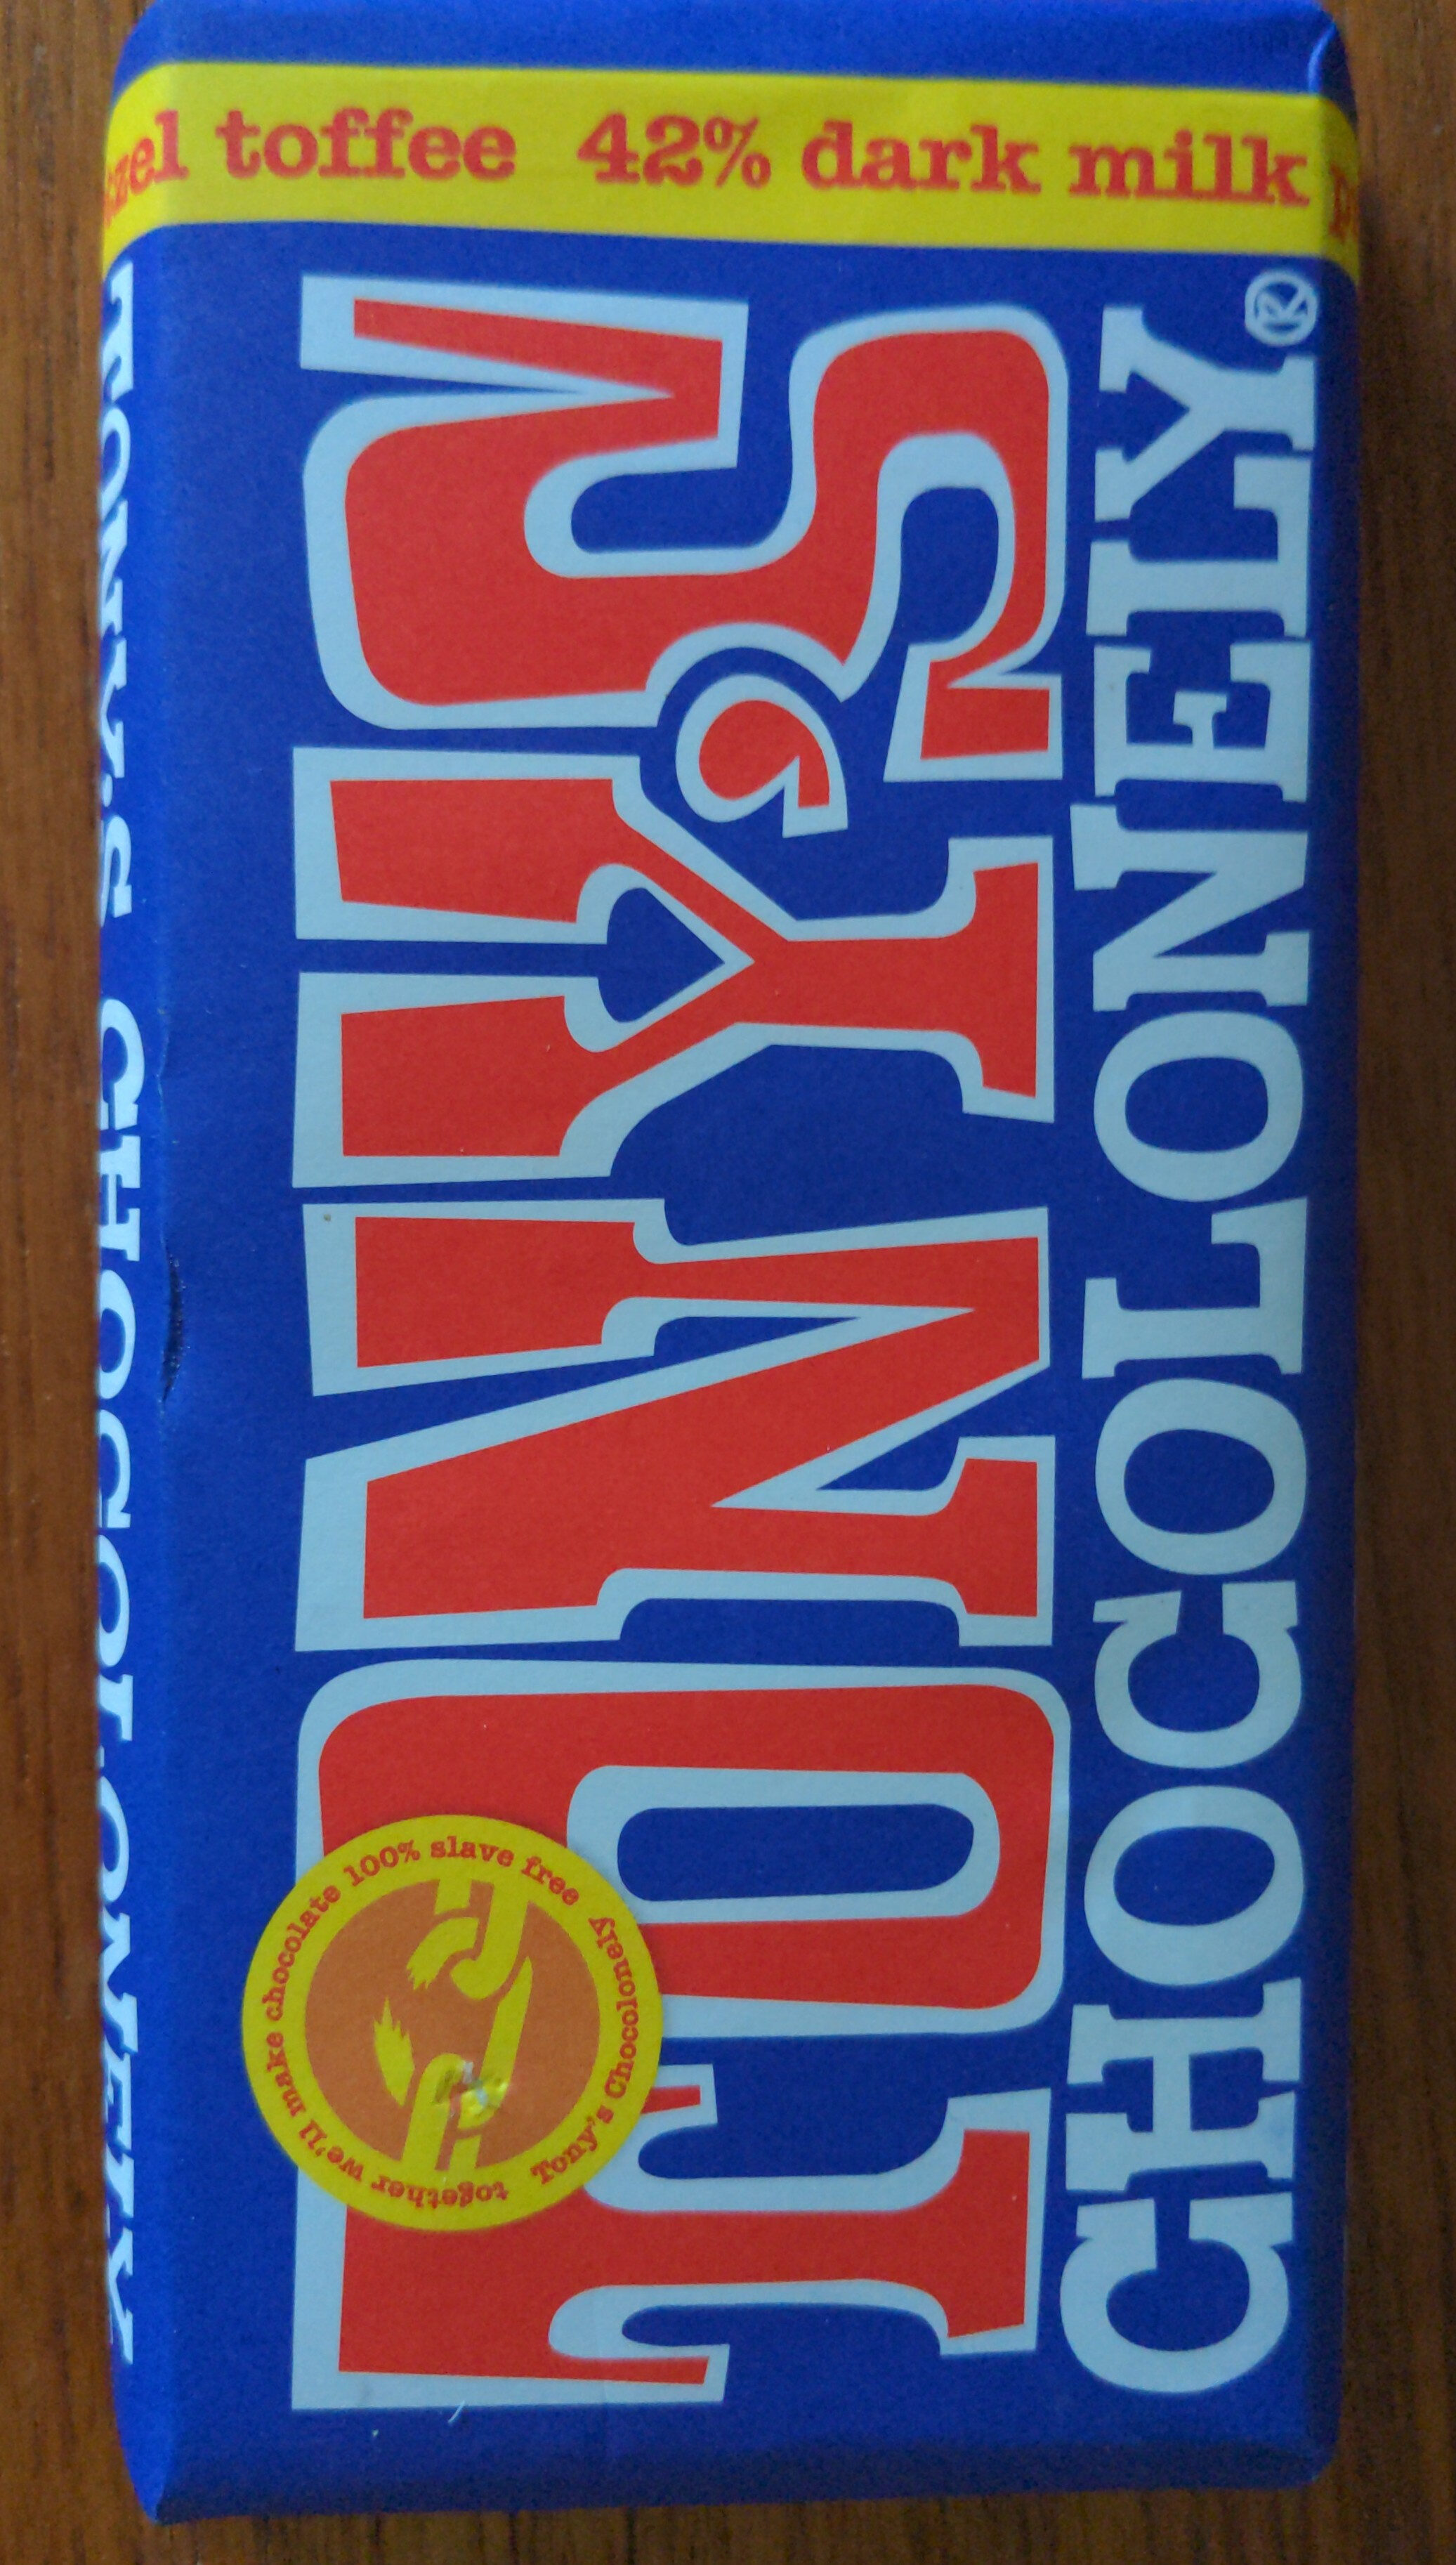 zel toffee 42% dark milk p
TONY'S
CHOCOLONELY®
TONY'S CHOCOLONELY
together we'll make chocolate 100% slave free
Tony's Chocolonely